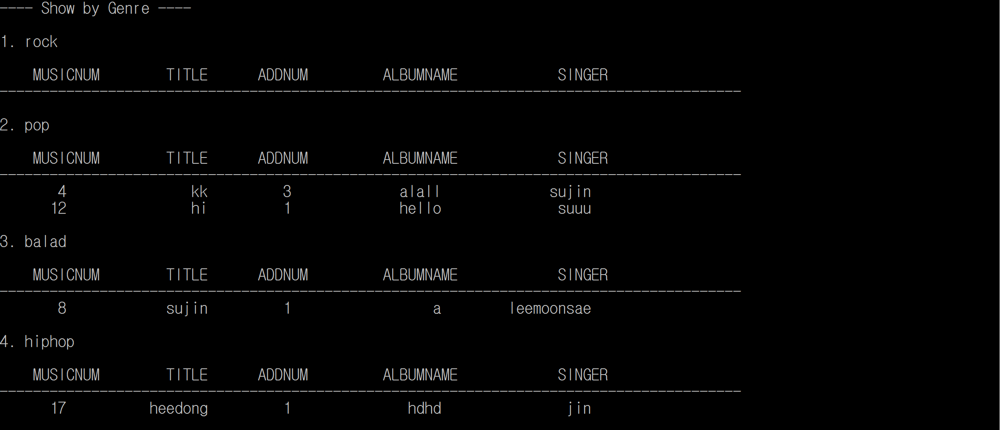 ---- Show by Genre ----
1. rock
MUSICNUM TITLE ADDNUM ALBUMNAME SINGER
-----------------------------------------------------------------------------------------
2. pop
MUSICNUM TITLE ADDNUM ALBUMNAME SINGER
-----------------------------------------------------------------------------------------
4 kk 3 alall sujin
12 hi 1 hello suuu
3. balad
MUSICNUM TITLE ADDNUM ALBUMNAME SINGER
-----------------------------------------------------------------------------------------
8 sujin 1 a leemoonsae
4. hiphop
MUSICNUM TITLE ADDNUM ALBUMNAME SINGER
-----------------------------------------------------------------------------------------
17 heedong 1 hdhd jin